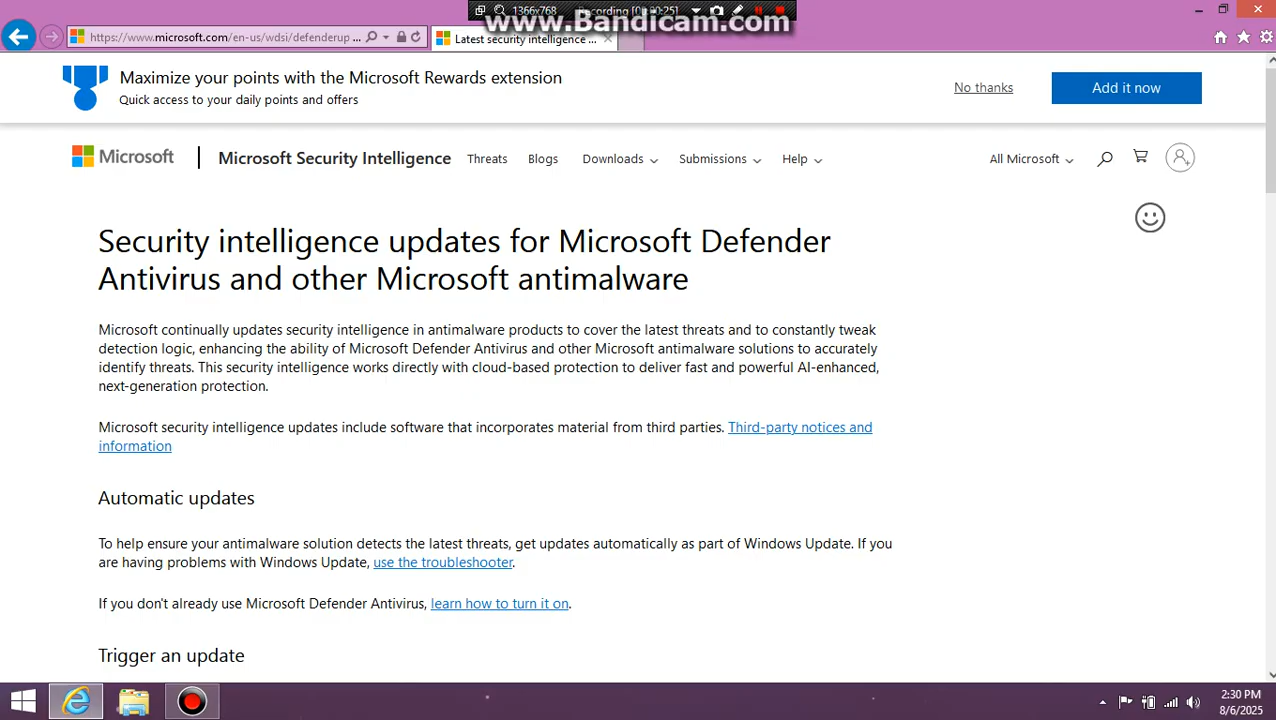 1366x768
Recording [00:00:25]
www.Bandicam.com
https://www.microsoft.com/en-us/wdsi/defenderup ...
Latest security intelligence ...
Maximize your points with the Microsoft Rewards extension
Quick access to your daily points and offers
No thanks
Add it now
Microsoft
Microsoft Security Intelligence
Threats
Blogs
Downloads
Submissions
Help
All Microsoft
Security intelligence updates for Microsoft Defender
Antivirus and other Microsoft antimalware
Microsoft continually updates security intelligence in antimalware products to cover the latest threats and to constantly tweak
detection logic, enhancing the ability of Microsoft Defender Antivirus and other Microsoft antimalware solutions to accurately
identify threats. This security intelligence works directly with cloud-based protection to deliver fast and powerful AI-enhanced,
next-generation protection.
Microsoft security intelligence updates include software that incorporates material from third parties. Third-party notices and
information
Automatic updates
To help ensure your antimalware solution detects the latest threats, get updates automatically as part of Windows Update. If you
are having problems with Windows Update, use the troubleshooter.
If you don't already use Microsoft Defender Antivirus, learn how to turn it on.
Trigger an update
2:30 PM
8/6/2025